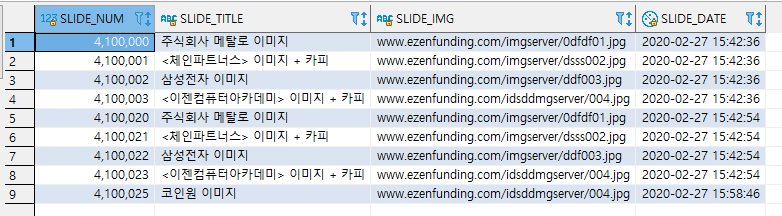 123 SLIDE_NUM ABC SLIDE_TITLE ABC SLIDE_IMG SLIDE_DATE
1 4,100,000 주식회사 메탈로 이미지 www.ezenfunding.com/imgserver/0dfdf01.jpg 2020-02-27 15:42:36
2 4,100,001 <체인파트너스> 이미지 + 카피 www.ezenfunding.com/imgserver/dsss002.jpg 2020-02-27 15:42:36
3 4,100,002 삼성전자 이미지 www.ezenfunding.com/imgserver/ddf003.jpg 2020-02-27 15:42:36
4 4,100,003 <이젠컴퓨터아카데미> 이미지 + 카피 www.ezenfunding.com/idsddmgserver/004.jpg 2020-02-27 15:42:36
5 4,100,020 주식회사 메탈로 이미지 www.ezenfunding.com/imgserver/0dfdf01.jpg 2020-02-27 15:42:54
6 4,100,021 <체인파트너스> 이미지 + 카피 www.ezenfunding.com/imgserver/dsss002.jpg 2020-02-27 15:42:54
7 4,100,022 삼성전자 이미지 www.ezenfunding.com/imgserver/ddf003.jpg 2020-02-27 15:42:54
8 4,100,023 <이젠컴퓨터아카데미> 이미지 + 카피 www.ezenfunding.com/idsddmgserver/004.jpg 2020-02-27 15:42:54
9 4,100,025 코인원 이미지 www.ezenfunding.com/idsddmgserver/004.jpg 2020-02-27 15:58:46